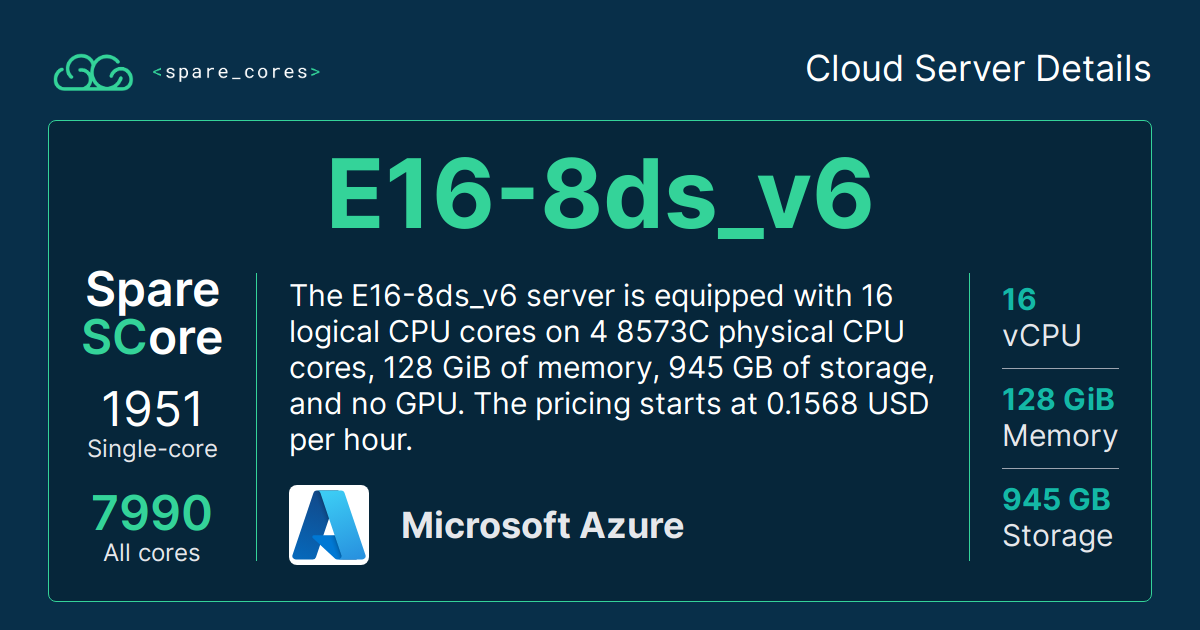 <spare_cores>
Cloud Server Details
E16-8ds_v6
Spare
SCore
1951
Single-core
7990
All cores
The E16-8ds_v6 server is equipped with 16
logical CPU cores on 4 8573C physical CPU
cores, 128 GiB of memory, 945 GB of storage,
and no GPU. The pricing starts at 0.1568 USD
per hour.
Microsoft Azure
16
vCPU
128 GiB
Memory
945 GB
Storage